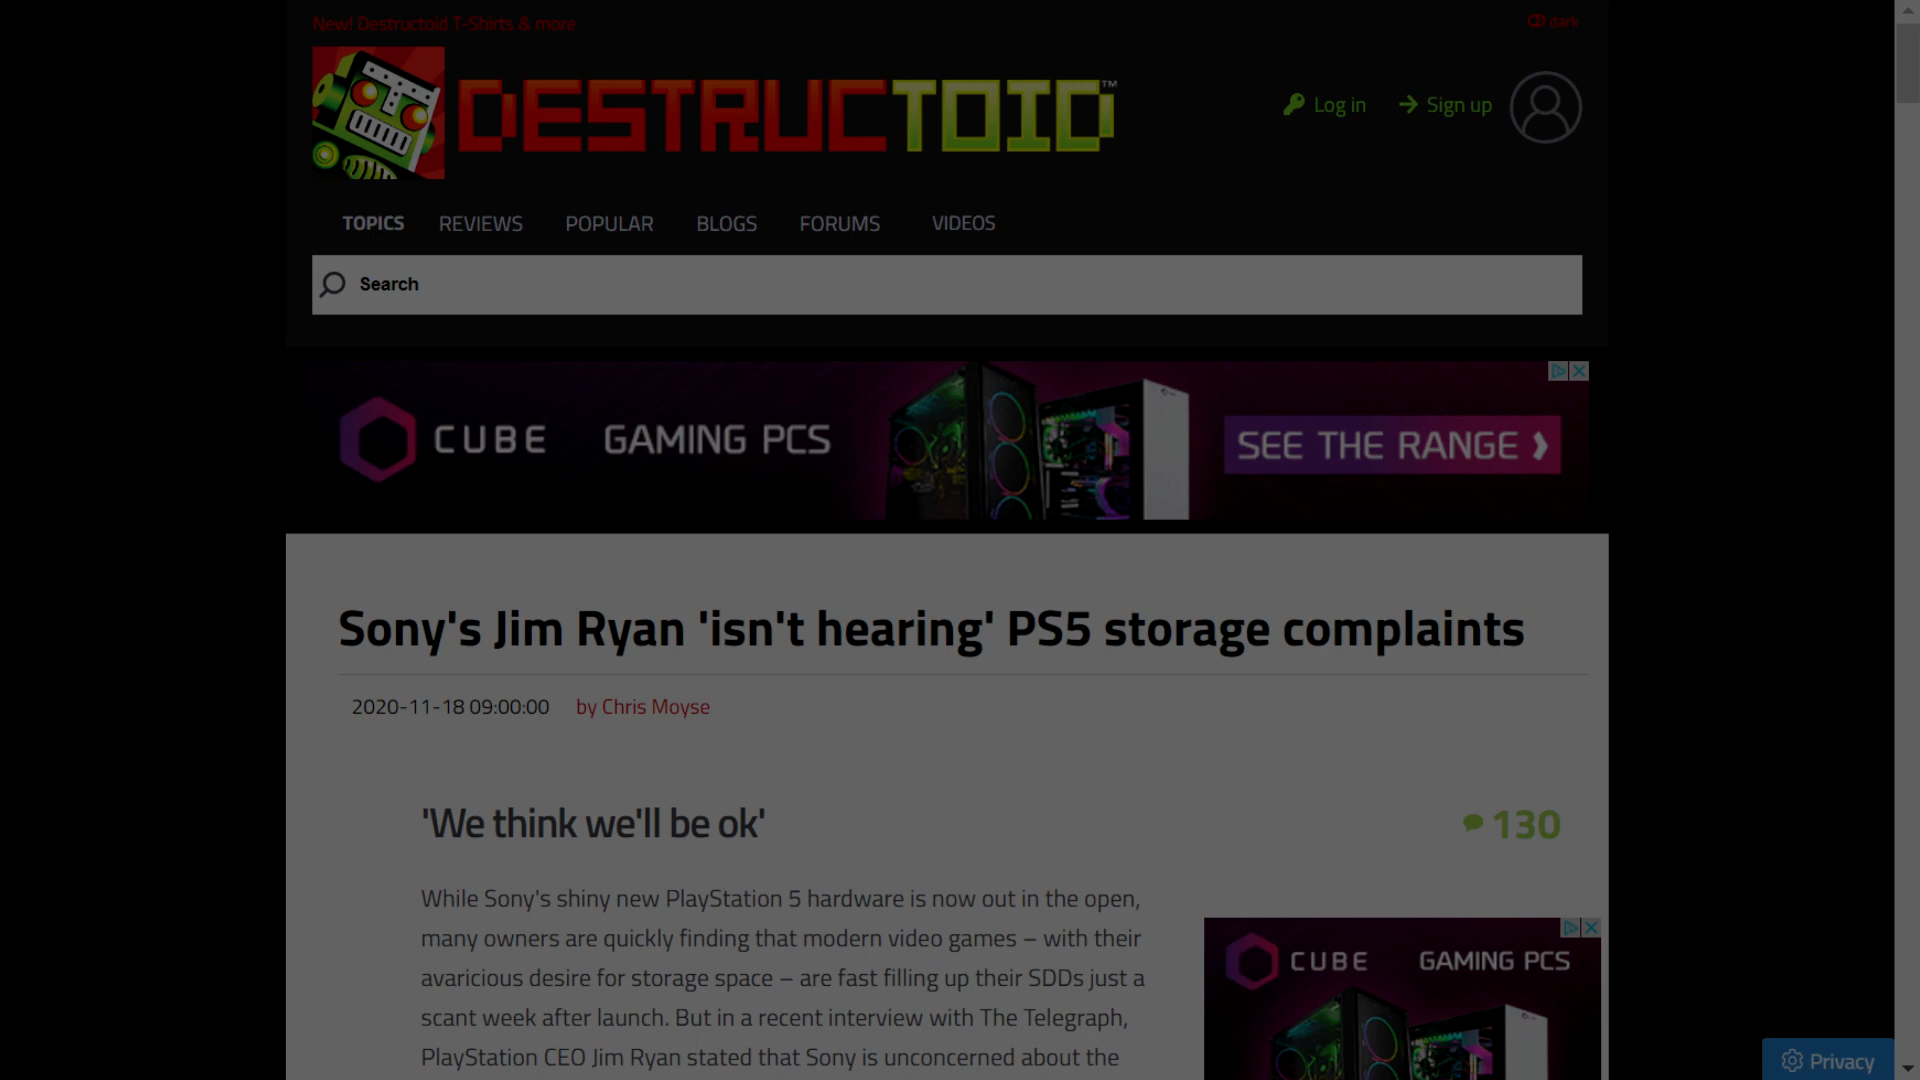 New! Destructoid T-Shirts & more
dark
DESTRUCTOID™
Log in
Sign up
TOPICS REVIEWS POPULAR BLOGS FORUMS VIDEOS
Search
CUBE GAMING PCS SEE THE RANGE ❯
Sony's Jim Ryan 'isn't hearing' PS5 storage complaints
2020-11-18 09:00:00 by Chris Moyse
'We think we'll be ok'
130
While Sony's shiny new PlayStation 5 hardware is now out in the open,
many owners are quickly finding that modern video games – with their
avaricious desire for storage space – are fast filling up their SDDs just a
scant week after launch. But in a recent interview with The Telegraph,
PlayStation CEO Jim Ryan stated that Sony is unconcerned about the
CUBE GAMING PCS
Privacy